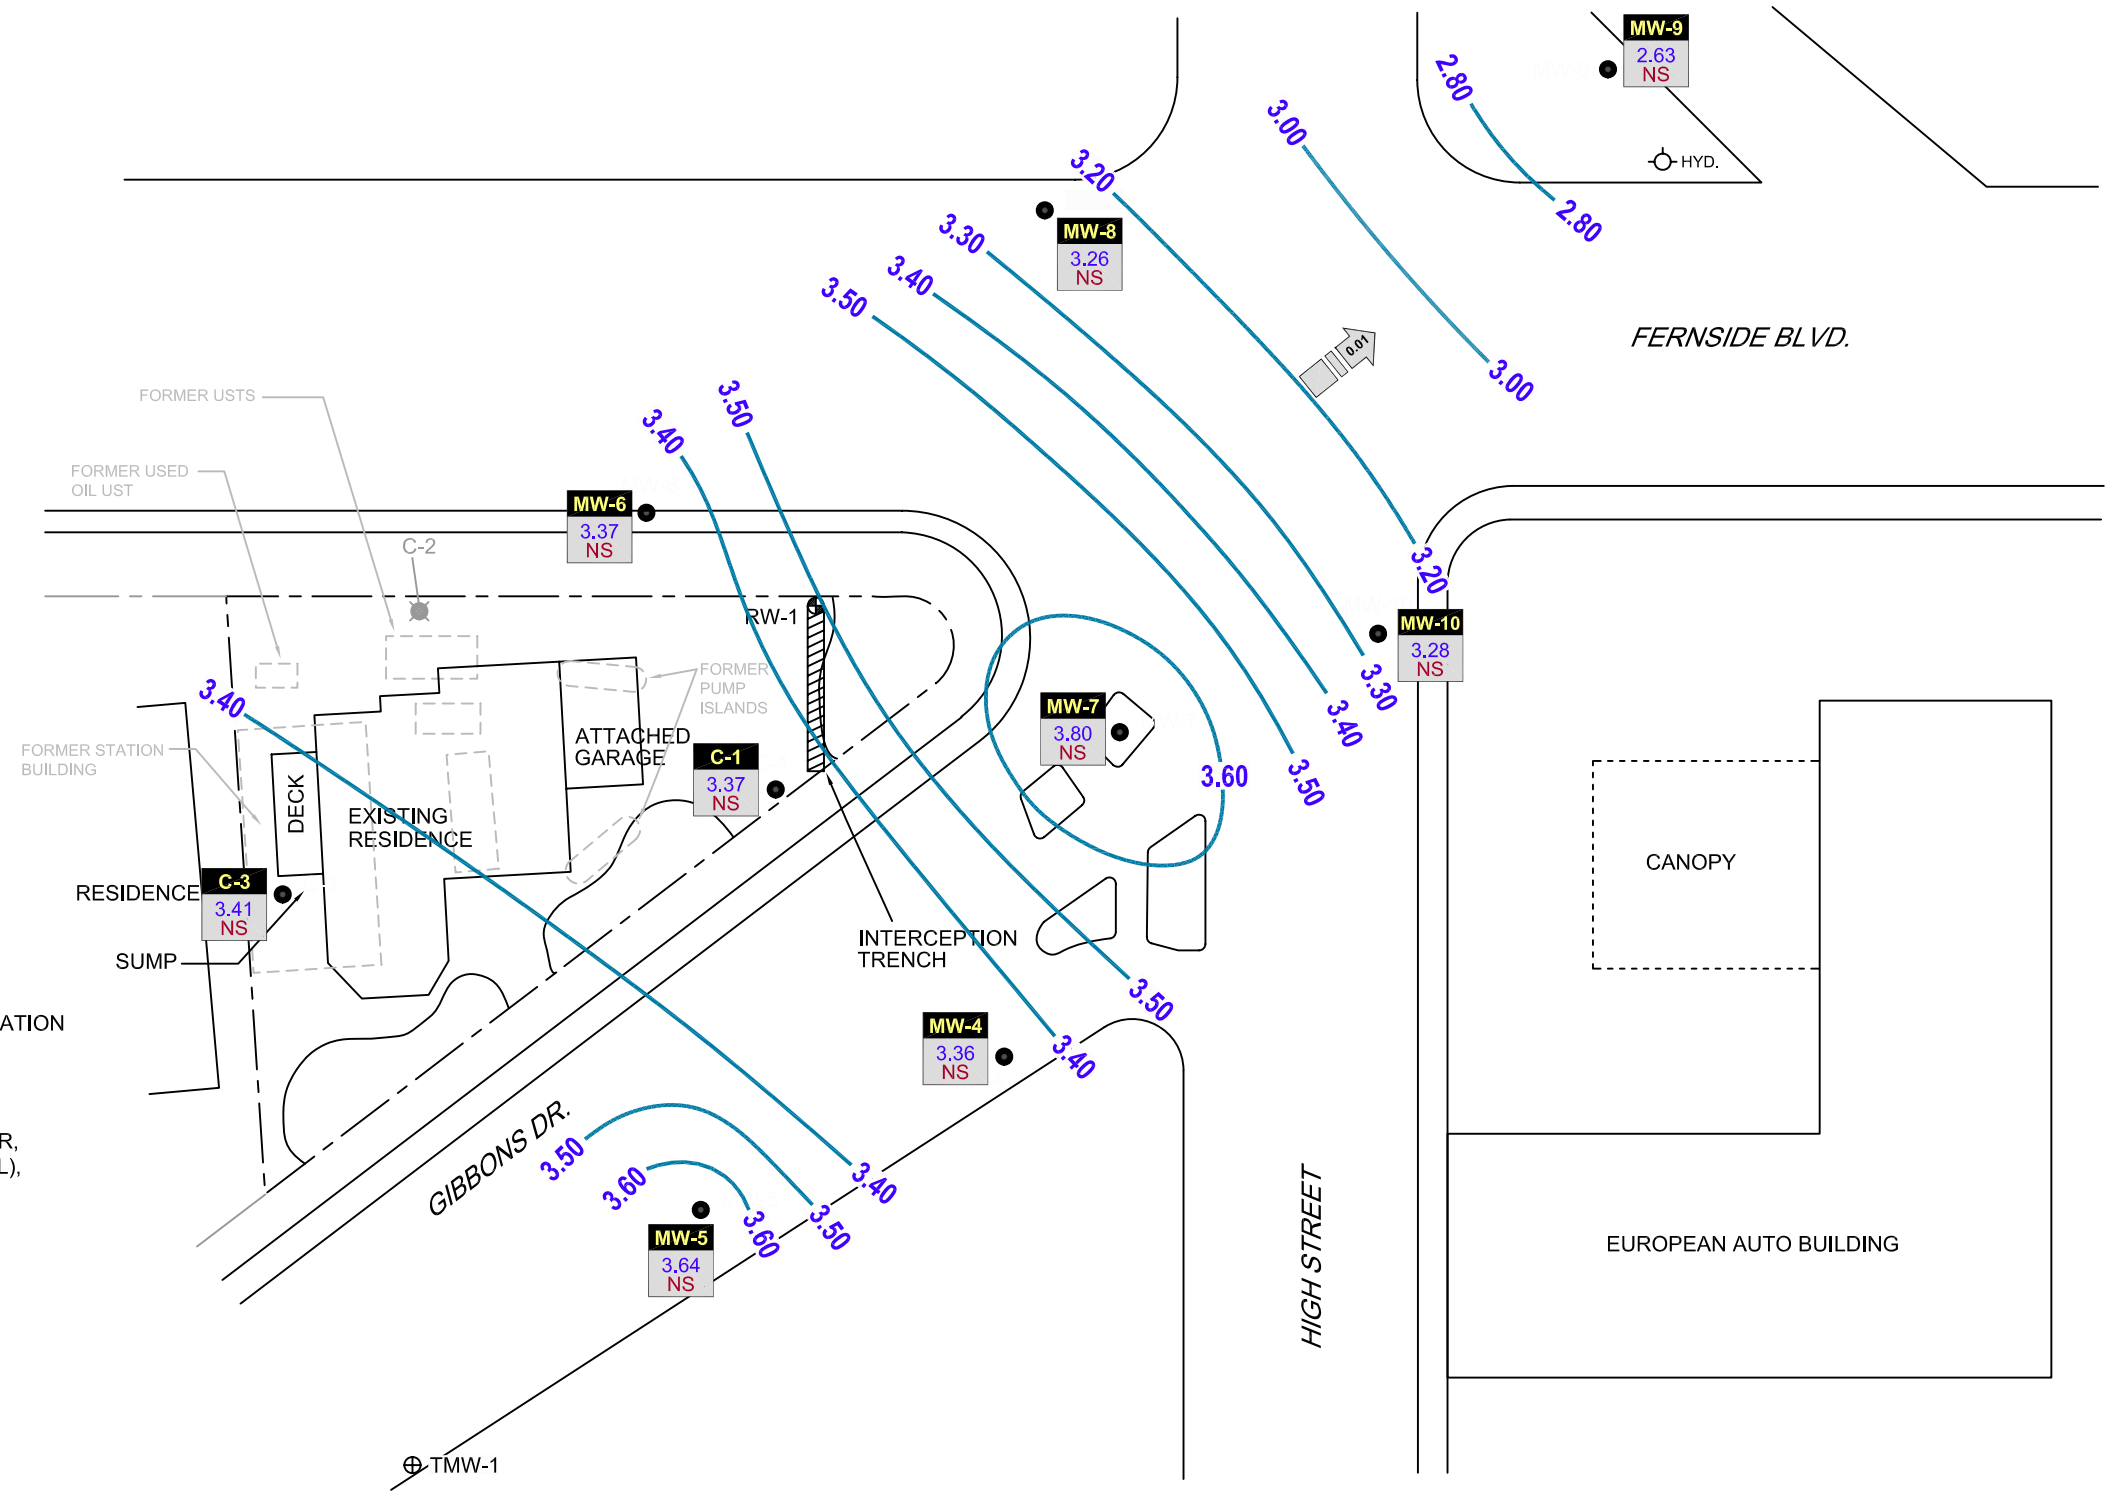 MW-9
2.63
NS
2.80
3.00
HYD.
3.20
2.80
MW-8
3.26
NS
3.30
3.40
3.50
FERNSIDE BLVD.
0.01
3.00
FORMER USTS
3.50
3.40
FORMER USED
OIL UST
MW-6
3.37
NS
C-2
3.20
RW-1
MW-10
3.28
NS
FORMER
PUMP
ISLANDS
3.40
3.30
3.40
MW-7
3.80
NS
3.60
3.50
FORMER STATION
BUILDING
ATTACHED
GARAGE
C-1
3.37
NS
DECK
EXISTING
RESIDENCE
CANOPY
RESIDENCE
C-3
3.41
NS
SUMP
INTERCEPTION
TRENCH
3.50
ATION
MW-4
3.36
NS
3.40
GIBBONS DR.
R,
L),
3.50
3.60
3.40
3.50
3.60
MW-5
3.64
NS
HIGH STREET
EUROPEAN AUTO BUILDING
TMW-1